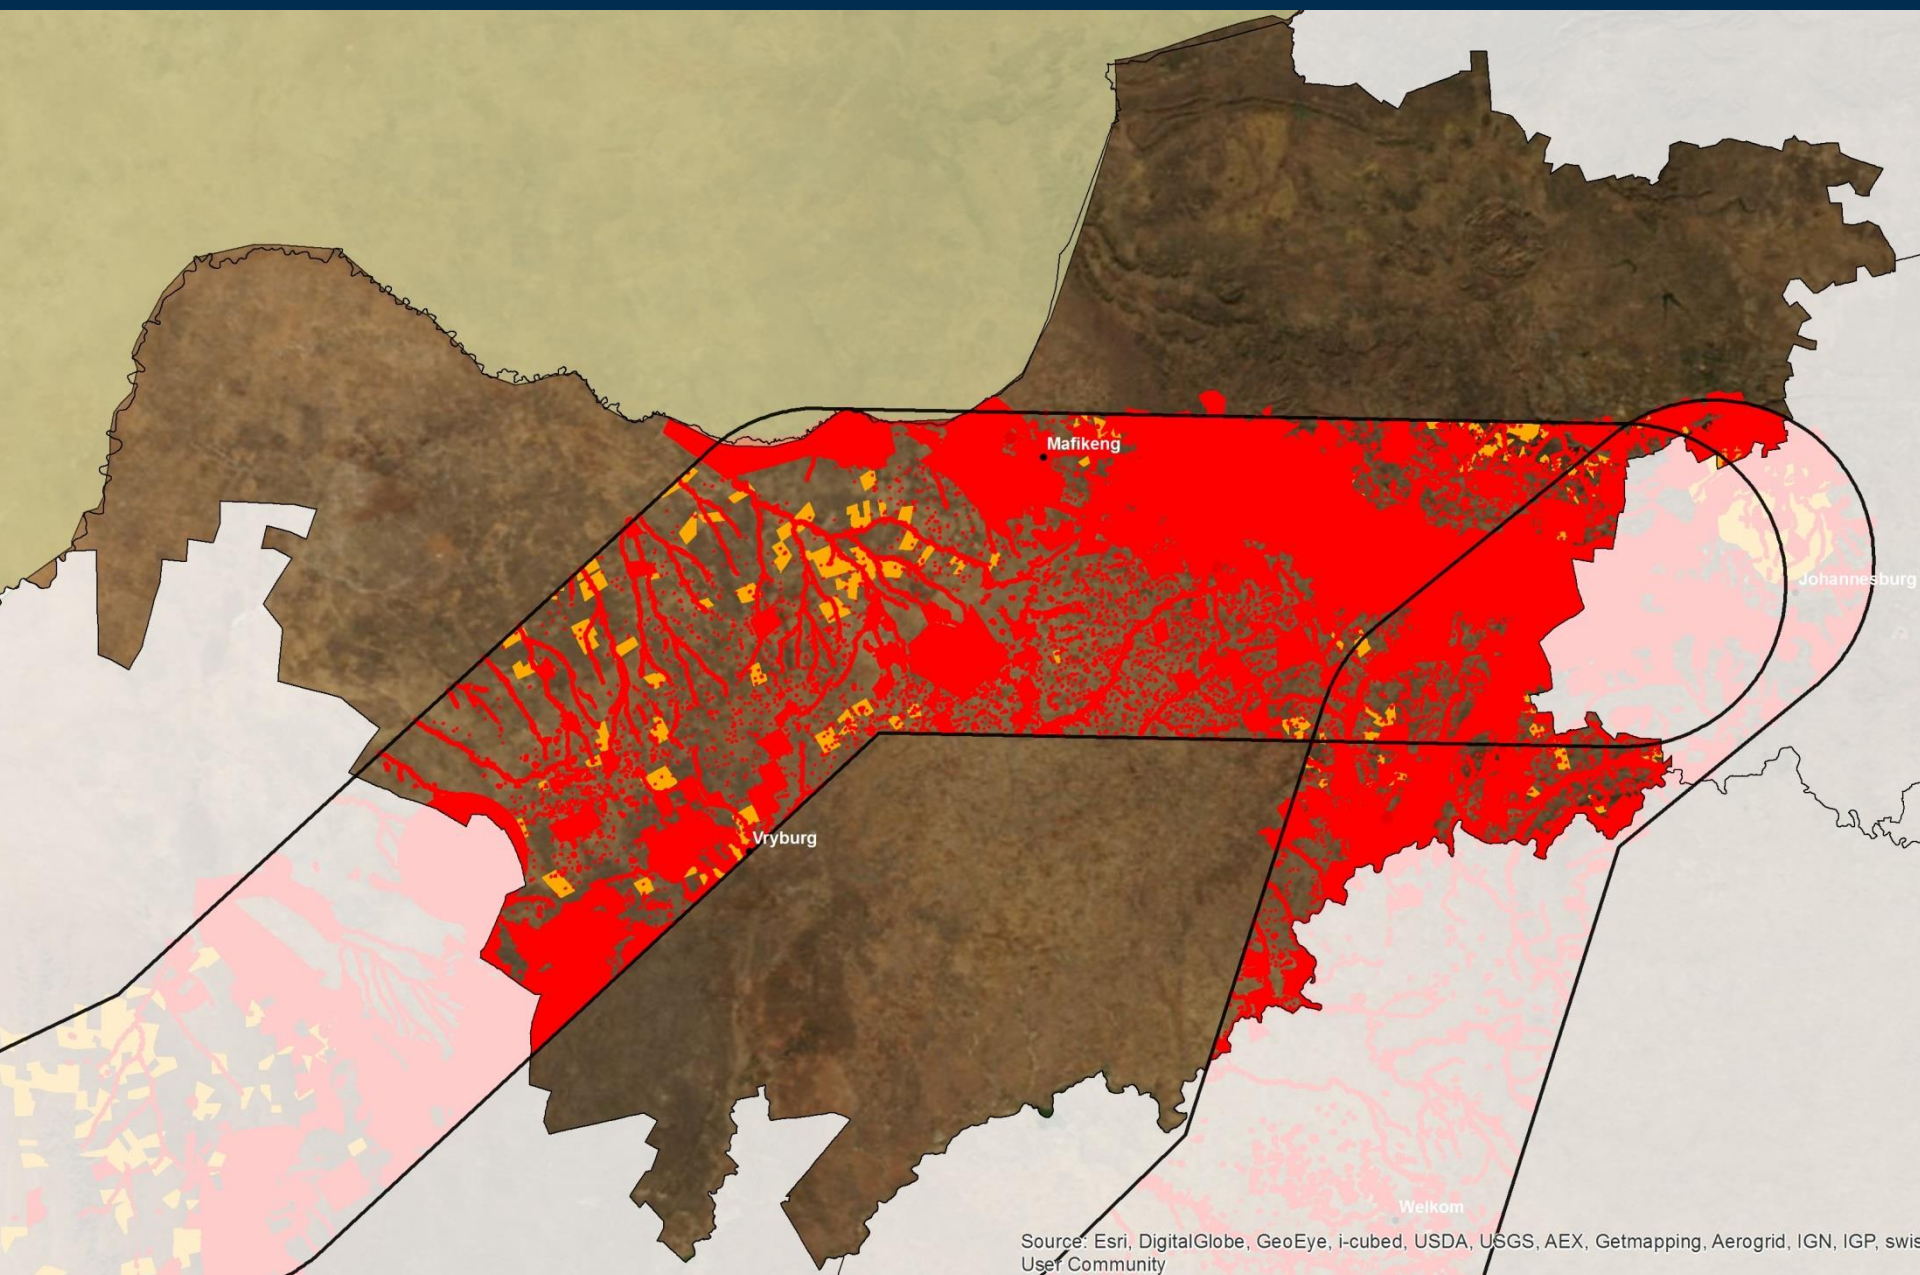 Mafikeng
Johannesburg
Vryburg
Welkom
Source: Esri, DigitalGlobe, GeoEye, i-cubed, USDA, USGS, AEX, Getmapping, Aerogrid, IGN, IGP, swis
User Community